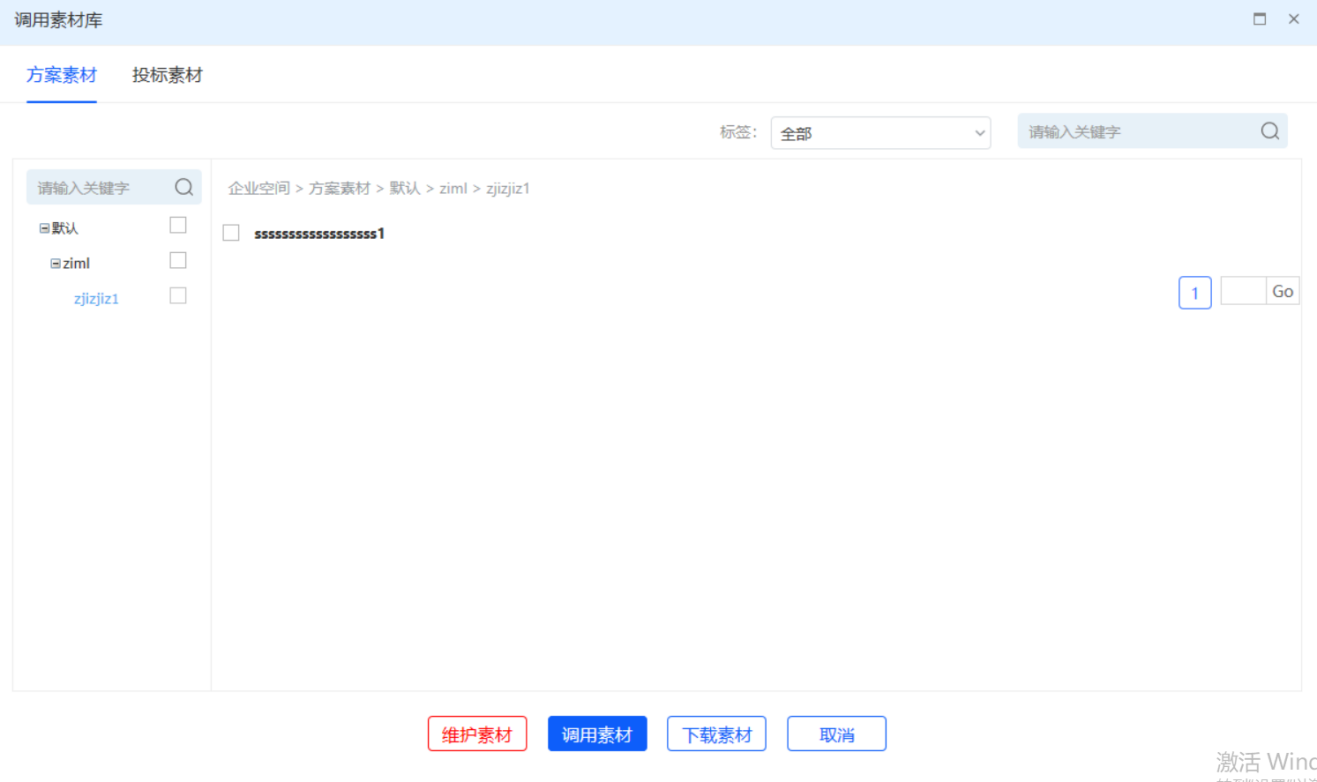 调用素材库
方案素材 投标素材
标签: 全部 请输入关键字
请输入关键字
企业空间 > 方案素材 > 默认 > ziml > zjizjiz1
默认
ssssssssssssssssss1
ziml
zjizjiz1
1 Go
维护素材 调用素材 下载素材 取消
激活 Wind